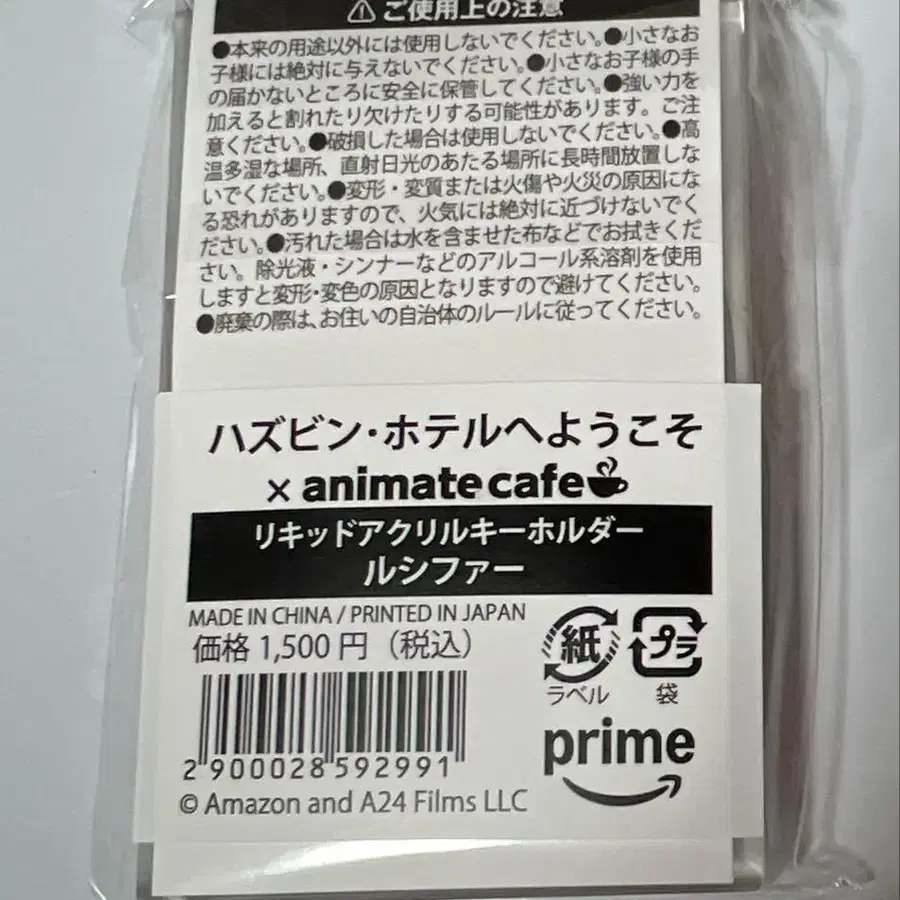 ⚠ご使用上の注意
●本来の用途以外には使用しないでください。●小さなお
子様には絶対に与えないでください。●小さなお子様の手
の届かないところに安全に保管してください。●強い力を
加えると割れたり欠けたりする可能性があります。ご注
意ください。●破損した場合は使用しないでください。●高
温多湿な場所、直射日光のあたる場所に長時間放置しな
いでください。●変形・変質または火傷や火災の原因にな
る恐れがありますので、火気には絶対に近づけないでく
ださい。●汚れた場合は水を含ませた布などでお拭きくだ
さい。除光液・シンナーなどのアルコール系溶剤を使用
しますと変形・変色の原因となりますので避けてください。
●廃棄の際は、お住いの自治体のルールに従ってください。
ハズビン・ホテルへようこそ
× animate cafe
リキッドアクリルキーホルダー
ルシファー
MADE IN CHINA / PRINTED IN JAPAN
価格 1,500 円（税込）
紙 プラ
ラベル 袋
2 900028 592991
prime
© Amazon and A24 Films LLC